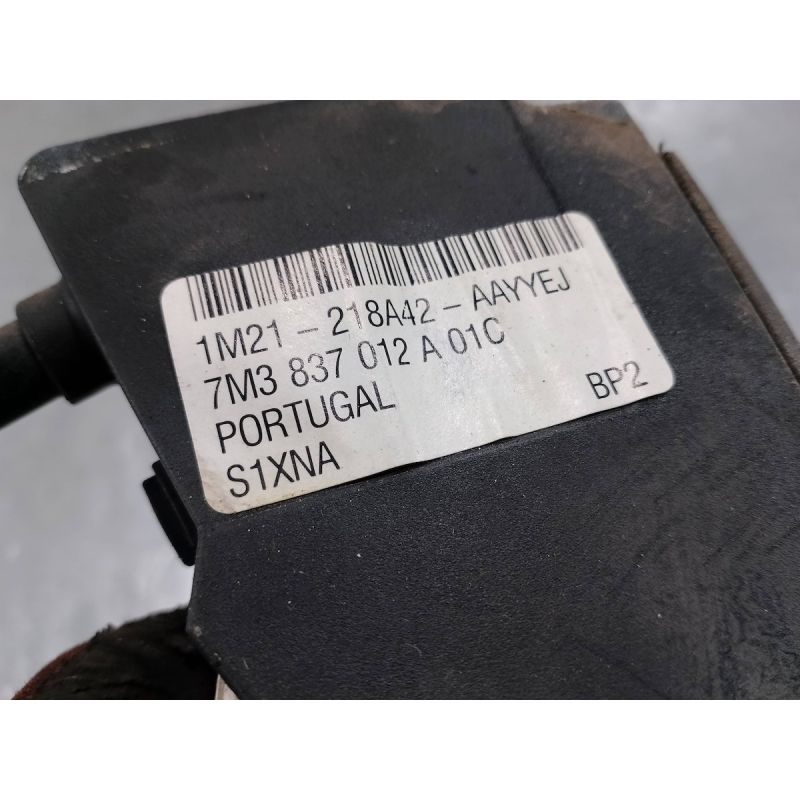 1M21-218A42-AAYYEJ
7M3 837 012 A 01C
PORTUGAL BP2
S1XNA